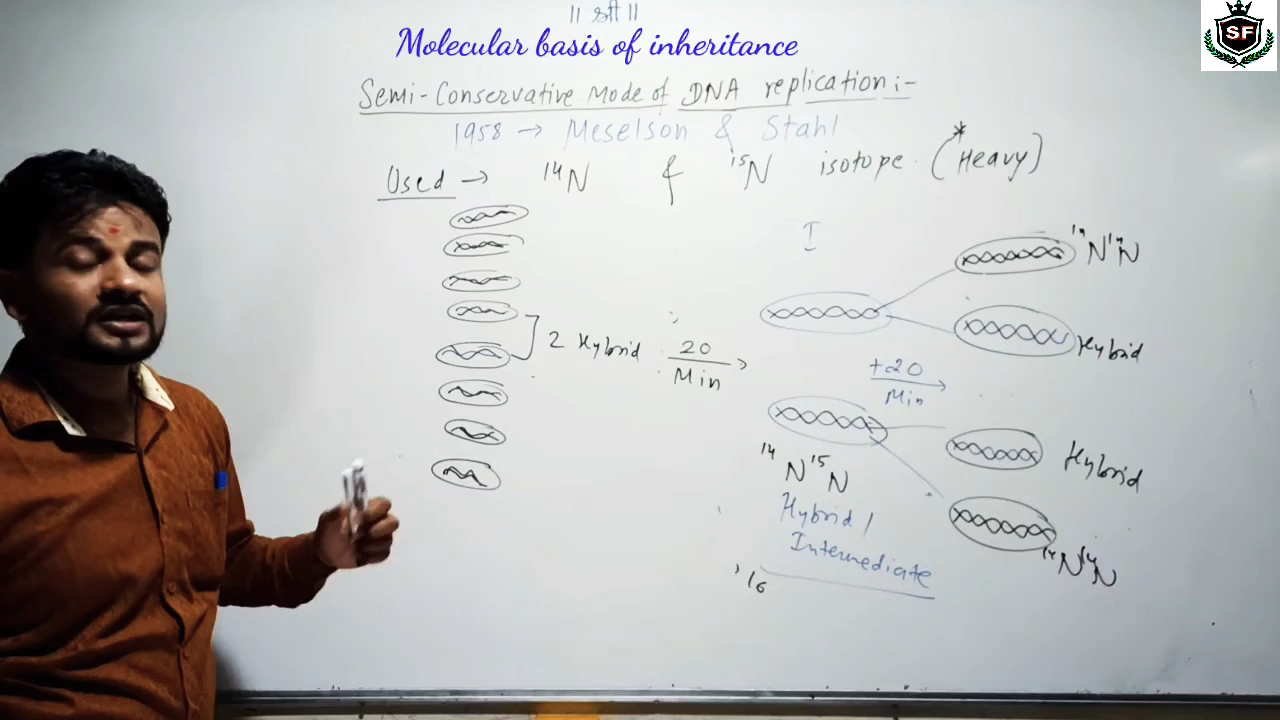 ॥ श्री ॥
Molecular basis of inheritance
SF
Semi-Conservative Mode of DNA replication :-
1958 → Meselson & Stahl
Used → ¹⁴N & ¹⁵N isotope. (*Heavy)
I
¹⁴N¹⁴N
Hybrid
2 Hybrid 20 Min →
+20 Min →
Hybrid
¹⁴N¹⁵N
Hybrid /
Intermediate
¹⁴N¹⁴N
'16